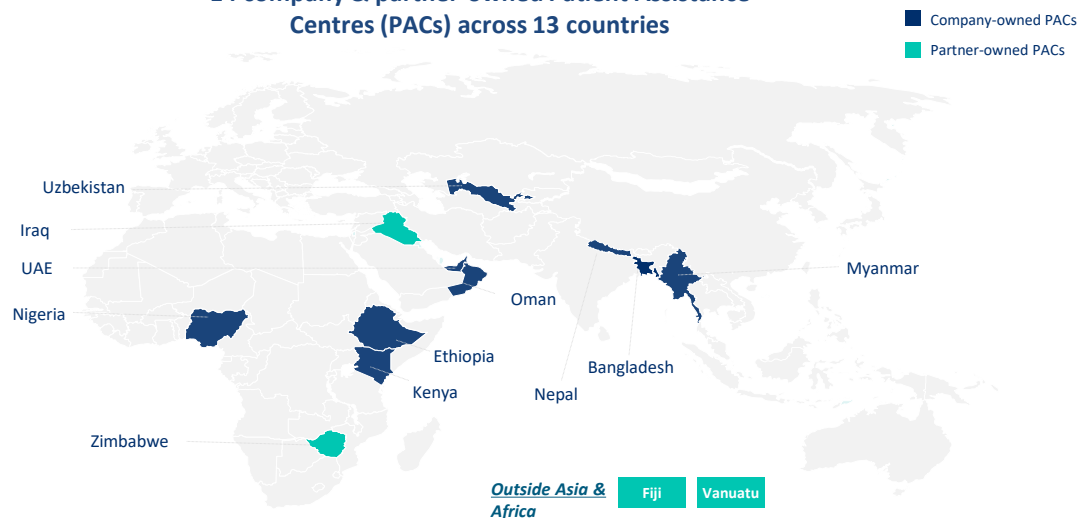 Centres (PACs) across 13 countries
Company-owned PACs
Partner-owned PACs
Uzbekistan
Iraq
UAE
Nigeria
Oman
Myanmar
Ethiopia
Kenya
Bangladesh
Nepal
Zimbabwe
Outside Asia &
Africa
Fiji
Vanuatu